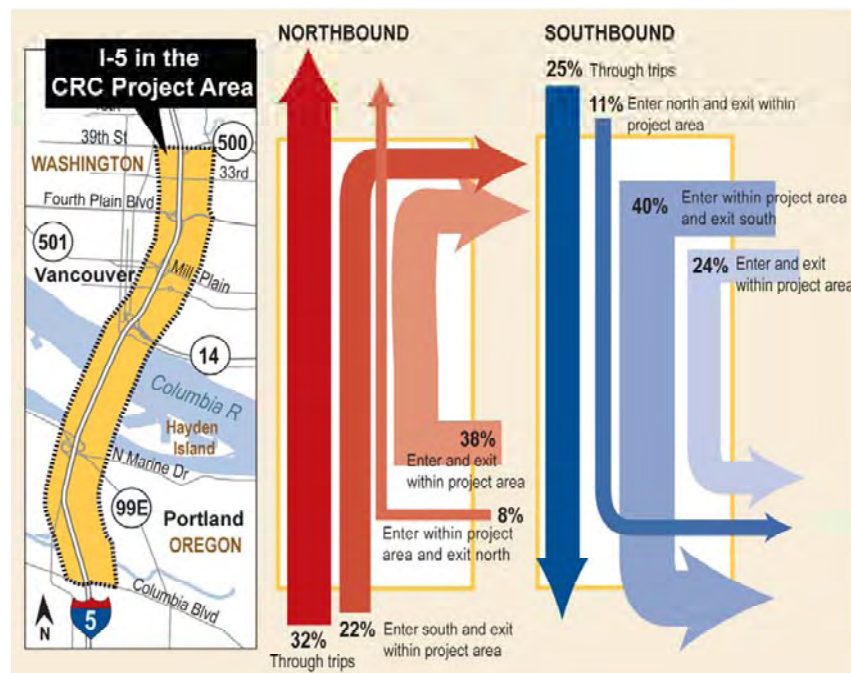 I-5 in the
CRC Project Area
39th St
500
WASHINGTON
33rd
Fourth Plain Blvd
501
Vancouver
Mill Plain
14
Columbia R
Hayden
Island
N Marine Dr
99E
Portland
OREGON
Columbia Blvd
N
5
NORTHBOUND
38%
Enter and exit
within project area
8%
Enter within project
area and exit north
22% Enter south and exit
within project area
32%
Through trips
SOUTHBOUND
25% Through trips
11% Enter north and exit within
project area
40% Enter within project area
and exit south
24% Enter and exit
within project area